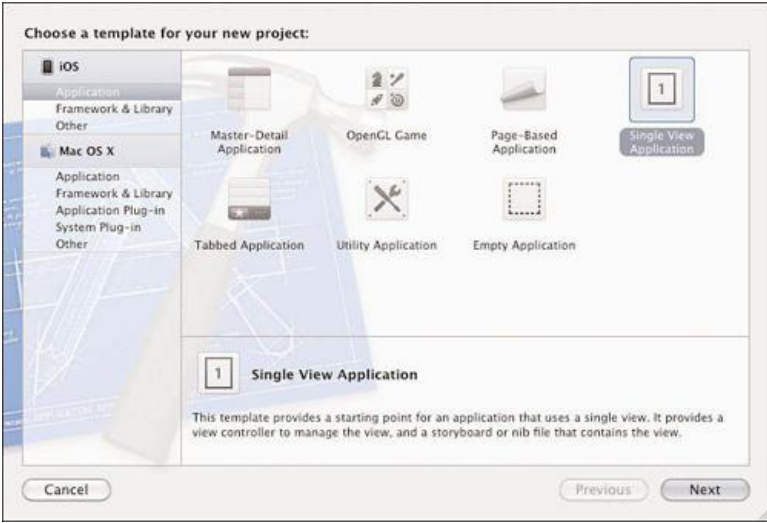 Choose a template for your new project:
iOS
Application
Framework & Library
Other
Mac OS X
Application
Framework & Library
Application Plug-in
System Plug-in
Other
Master-Detail
Application
OpenGL Game
Page-Based
Application
1
Single View
Application
Tabbed Application
Utility Application
Empty Application
1
Single View Application
This template provides a starting point for an application that uses a single view. It provides a
view controller to manage the view, and a storyboard or nib file that contains the view.
Cancel
Previous
Next